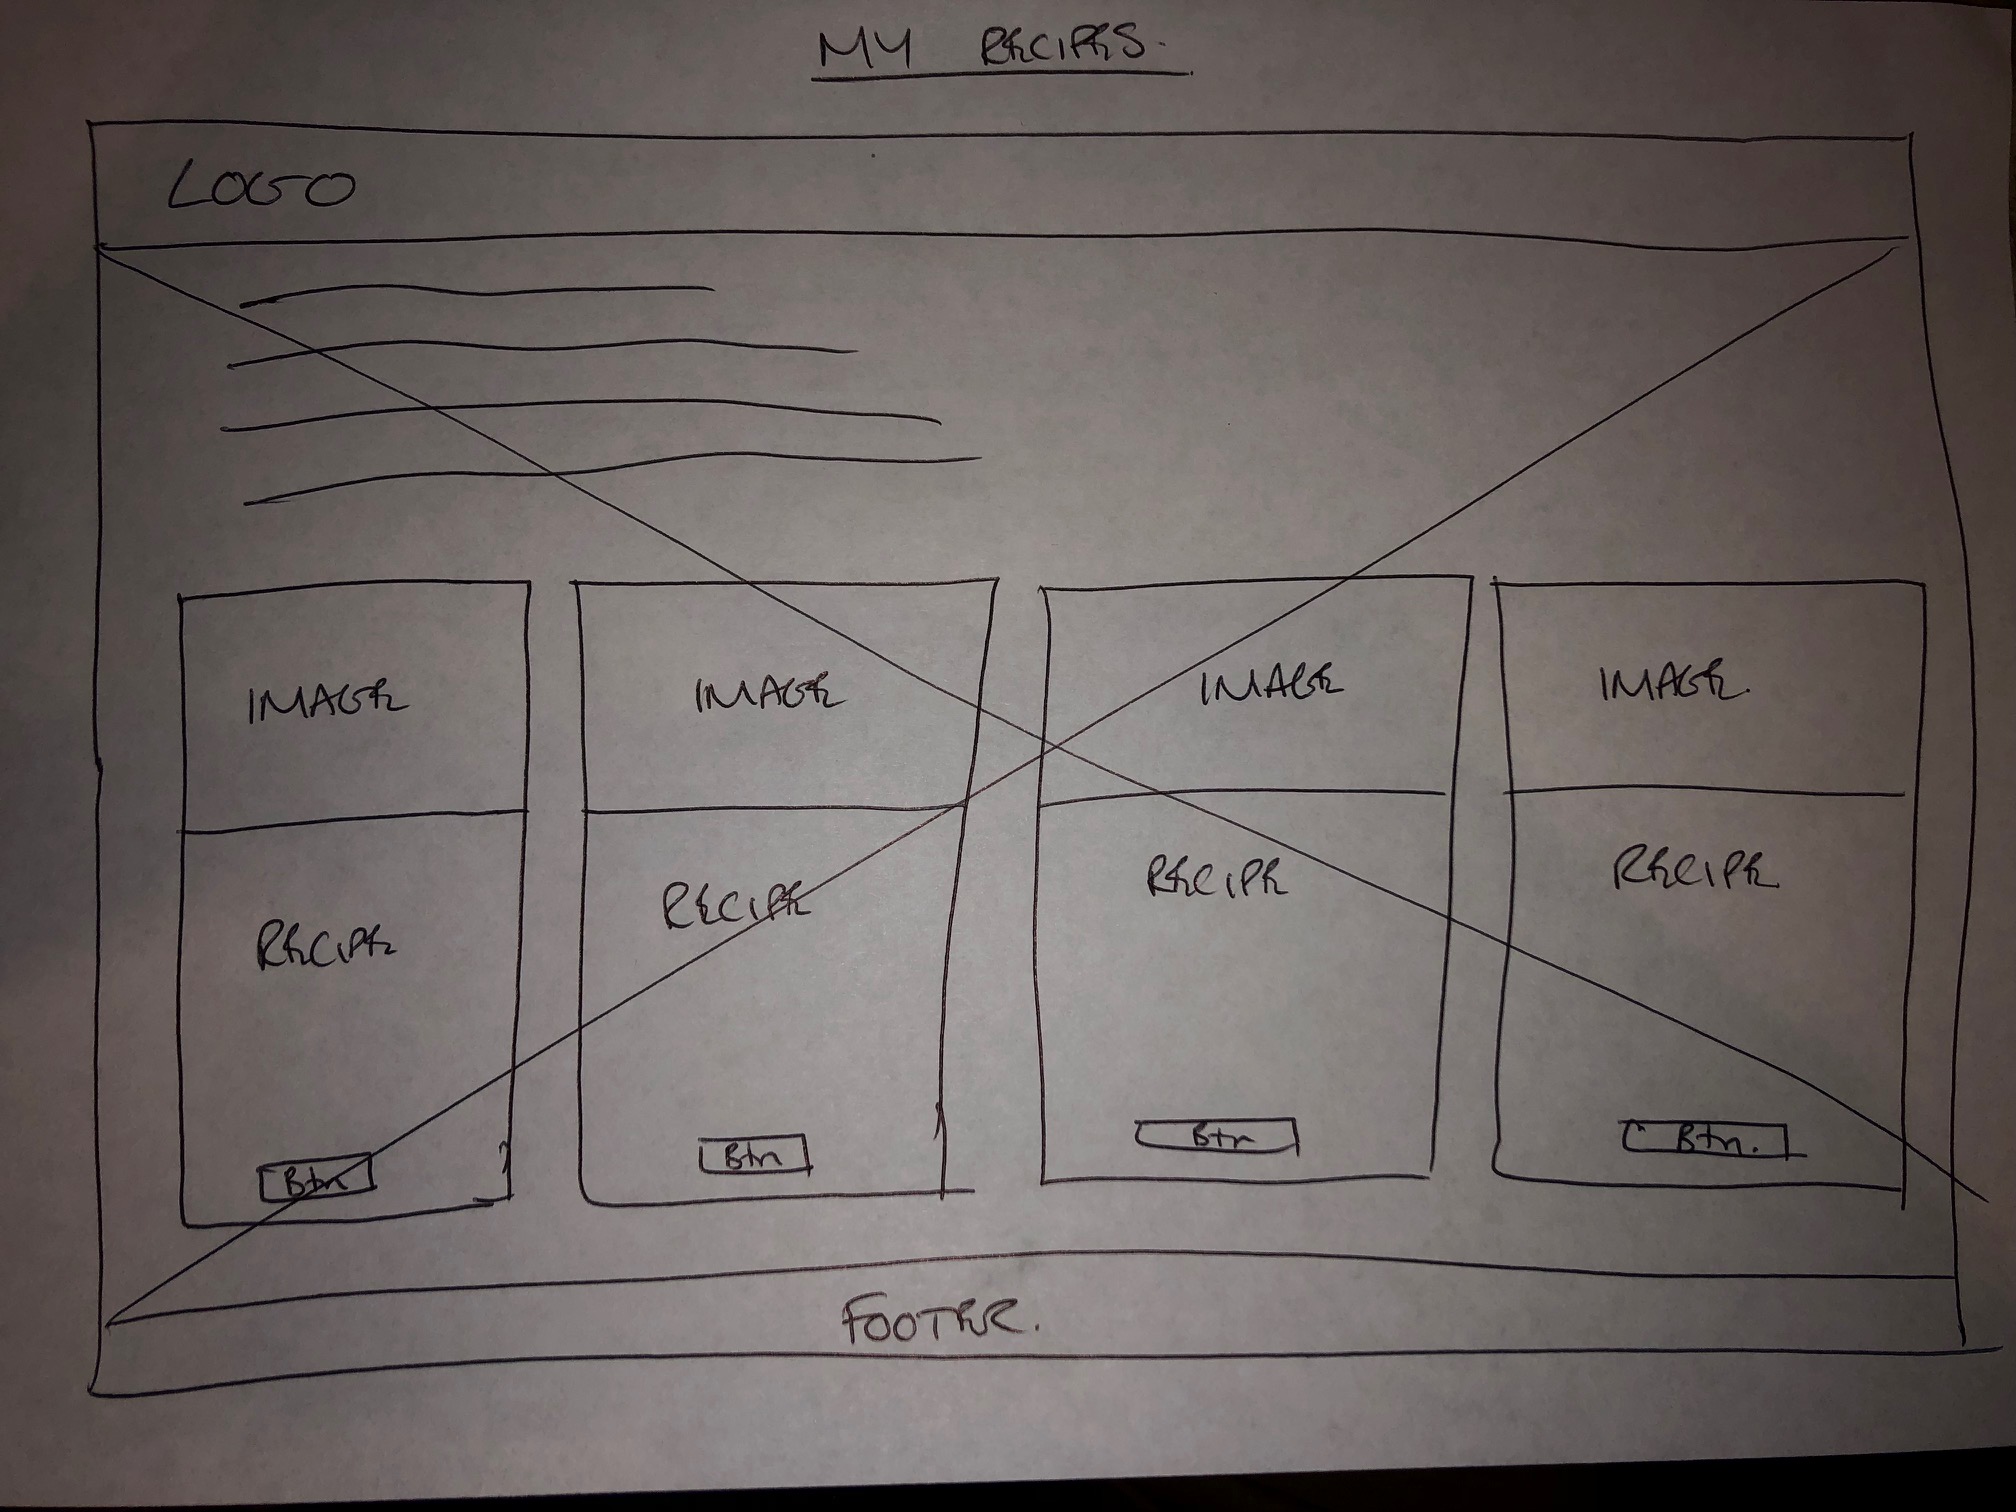 MY RECIPES.
LOGO
IMAGE
IMAGE
IMAGE
IMAGE.
RECIPE
RECIPE
RECIPE
RECIPE
Btn
Btn
Btn
Btn.
FOOTER.